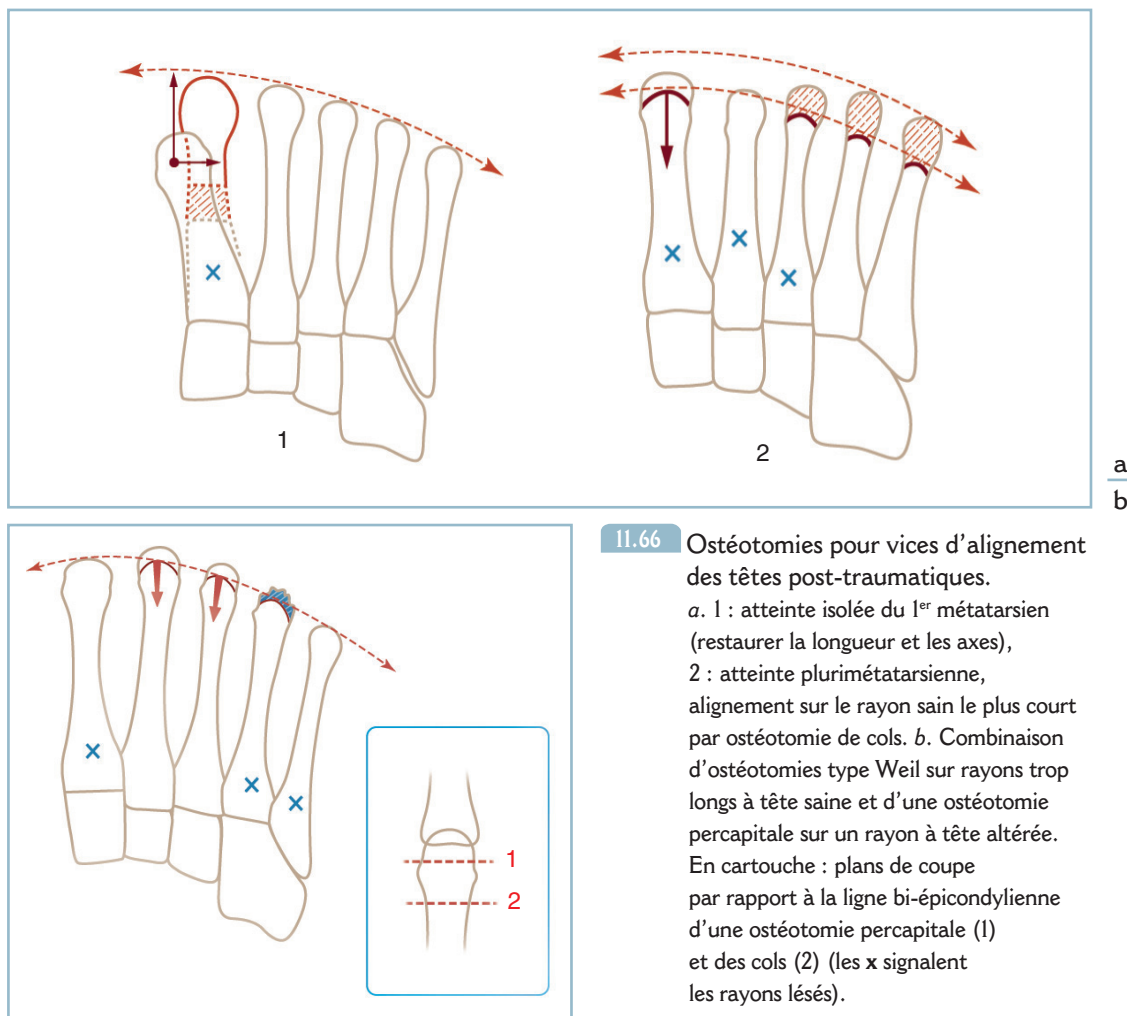 1
2
a
b
1
2
11.66 Ostéotomies pour vices d'alignement
des têtes post-traumatiques.
a. 1 : atteinte isolée du 1er métatarsien
(restaurer la longueur et les axes),
2 : atteinte plurimétatarsienne,
alignement sur le rayon sain le plus court
par ostéotomie de cols. b. Combinaison
d'ostéotomies type Weil sur rayons trop
longs à tête saine et d'une ostéotomie
percapitale sur un rayon à tête altérée.
En cartouche : plans de coupe
par rapport à la ligne bi-épicondylienne
d'une ostéotomie percapitale (1)
et des cols (2) (les x signalent
les rayons lésés).